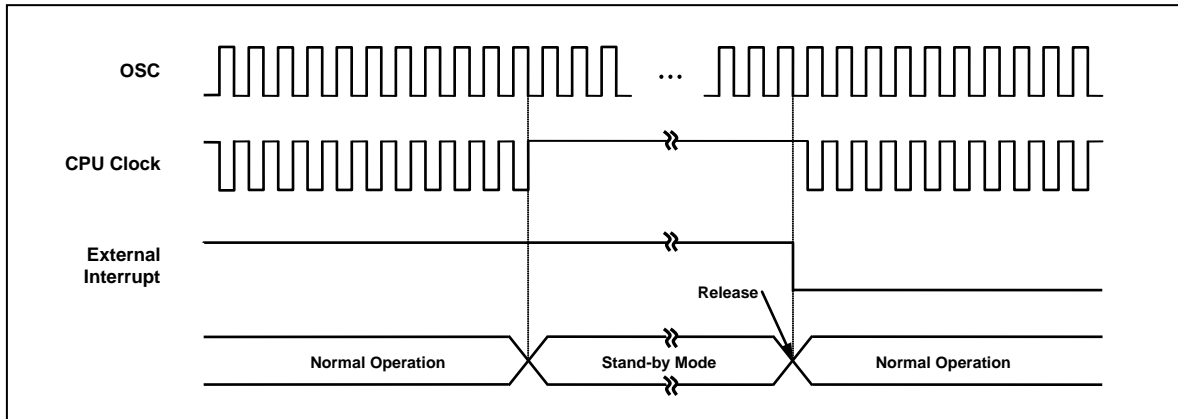 OSC
...
CPU Clock
External
Interrupt
Release
Normal Operation
Stand-by Mode
Normal Operation